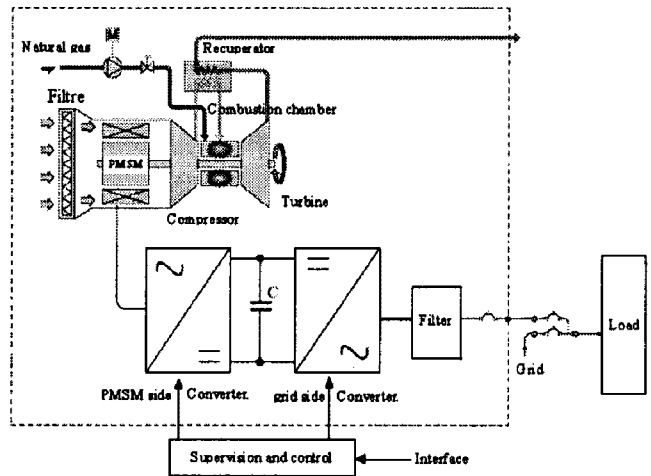 M
Natural gas
Recuperator
Filtre
Combustion chamber
PMSM
Compressor
Turbine
C
Filter
Load
Grid
PMSM side Converter.
grid side Converter.
Supervision and control
Interface